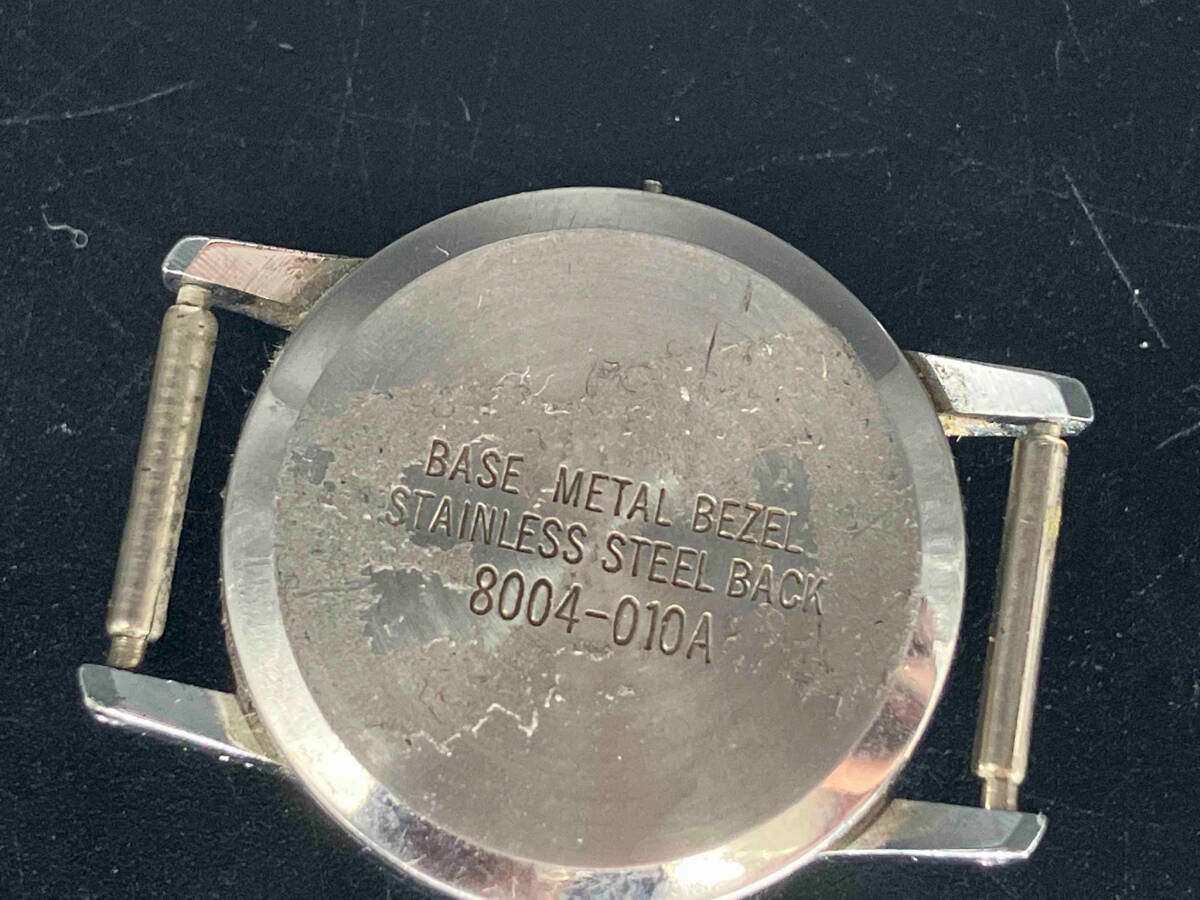 BASE METAL BEZEL
STAINLESS STEEL BACK
8004-010A